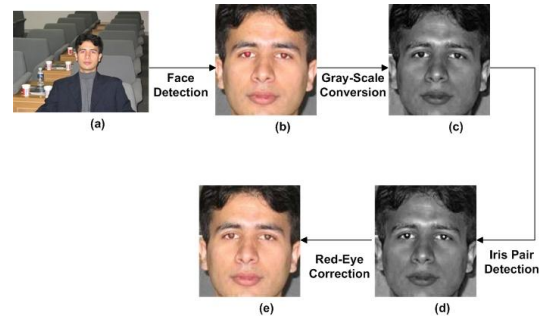 Face
Detection
Gray-Scale
Conversion
(a)
(b)
(c)
Iris Pair
Detection
Red-Eye
Correction
(e)
(d)